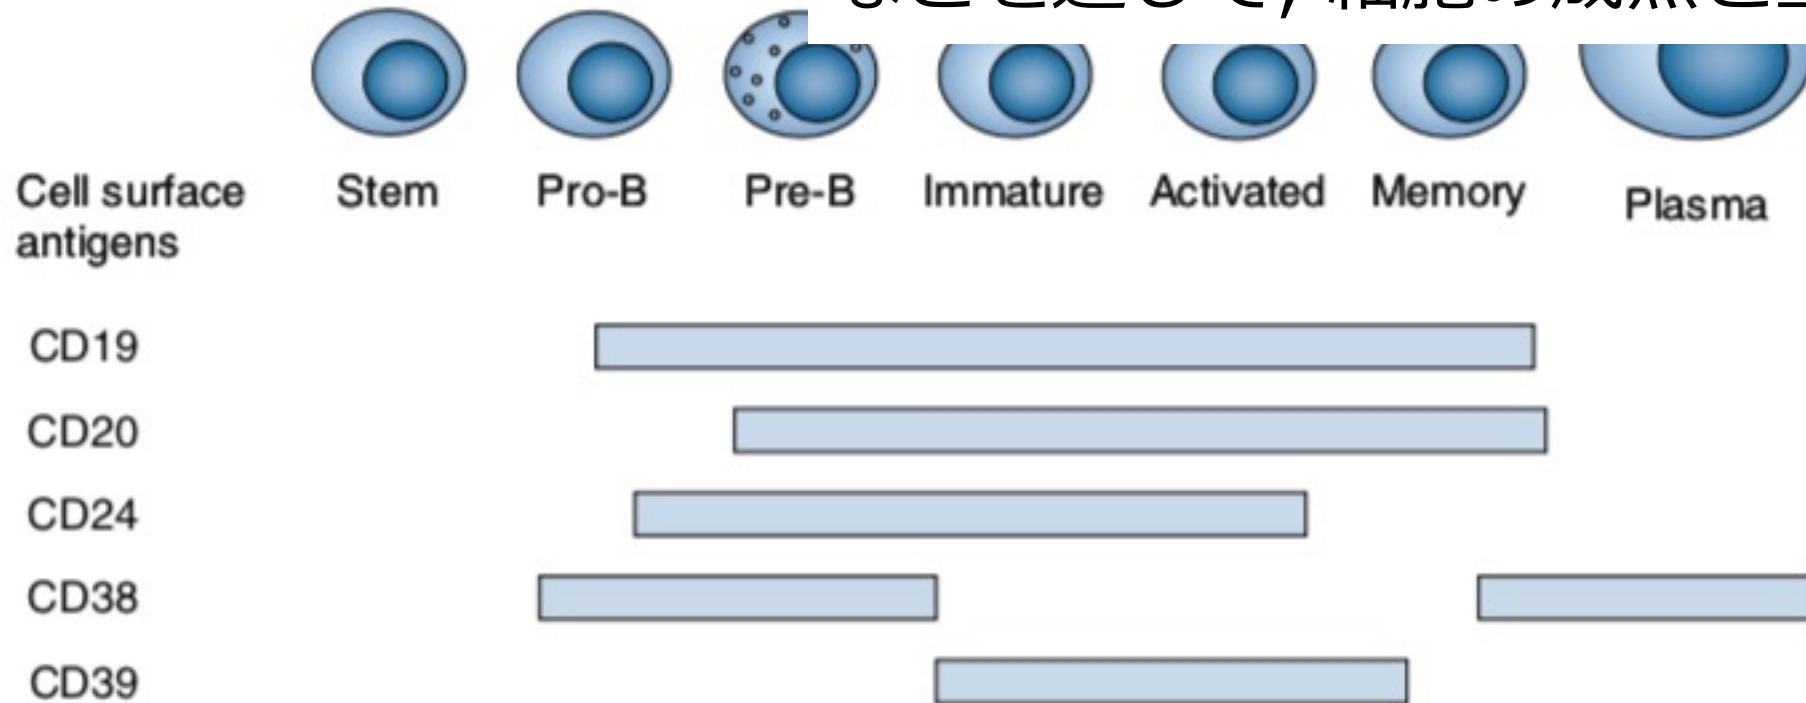 Stem Pro-B Pre-B Immature Activated Memory Plasma
Cell surface
antigens
CD19
CD20
CD24
CD38
CD39